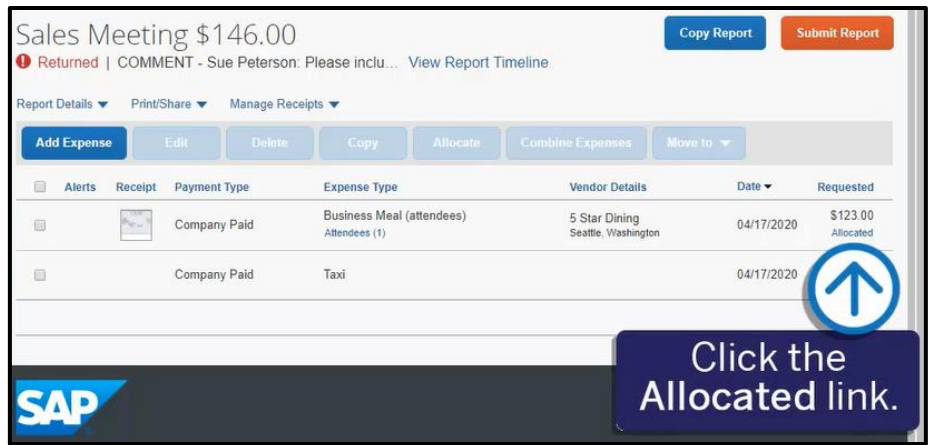 Sales Meeting $146.00
Copy Report
Submit Report
Returned | COMMENT - Sue Peterson: Please inclu... View Report Timeline
Report Details Print/Share Manage Receipts
Add Expense Edit Delete Copy Allocate Combine Expenses Move to
Alerts Receipt Payment Type Expense Type Vendor Details Date Requested
Company Paid Business Meal (attendees) 5 Star Dining 04/17/2020 $123.00
Attendees (1) Seattle, Washington Allocated
Company Paid Taxi 04/17/2020
Click the
Allocated link.
SAP